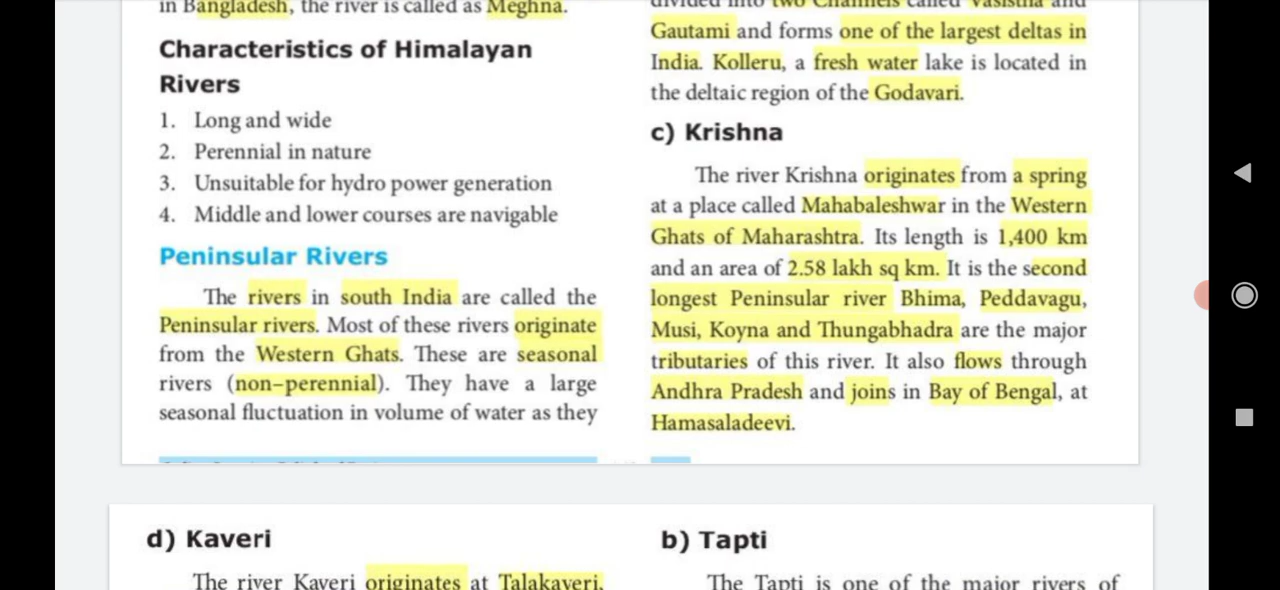 in Bangladesh, the river is called as Meghna.
Characteristics of Himalayan
Rivers
1. Long and wide
2. Perennial in nature
3. Unsuitable for hydro power generation
4. Middle and lower courses are navigable
Peninsular Rivers
The rivers in south India are called the
Peninsular rivers. Most of these rivers originate
from the Western Ghats. These are seasonal
rivers (non–perennial). They have a large
seasonal fluctuation in volume of water as they
divided into two Channels called Vasistha and
Gautami and forms one of the largest deltas in
India. Kolleru, a fresh water lake is located in
the deltaic region of the Godavari.
c) Krishna
The river Krishna originates from a spring
at a place called Mahabaleshwar in the Western
Ghats of Maharashtra. Its length is 1,400 km
and an area of 2.58 lakh sq km. It is the second
longest Peninsular river Bhima, Peddavagu,
Musi, Koyna and Thungabhadra are the major
tributaries of this river. It also flows through
Andhra Pradesh and joins in Bay of Bengal, at
Hamasaladeevi.
d) Kaveri
The river Kaveri originates at Talakaveri,
b) Tapti
The Tapti is one of the major rivers of